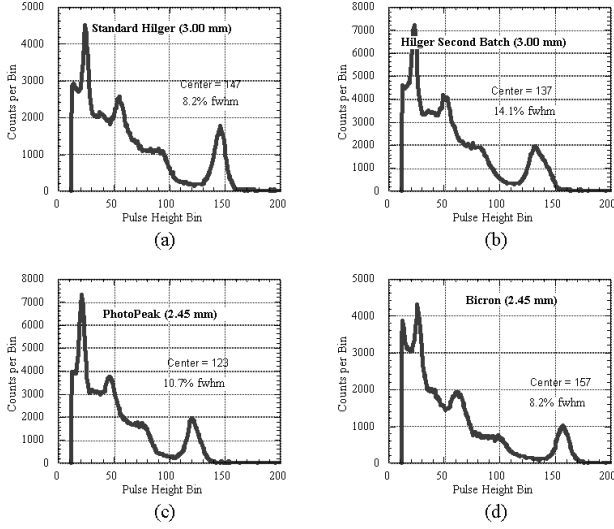 Standard Hilger (3.00 mm)
Center = 147
8.2% fwhm
Counts per Bin
5000
4000
3000
2000
1000
0
0
50
100
150
200
Pulse Height Bin
(a)
Hilger Second Batch (3.00 mm)
Center = 137
14.1% fwhm
Counts per Bin
8000
7000
6000
5000
4000
3000
2000
1000
0
0
50
100
150
200
Pulse Height Bin
(b)
PhotoPeak (2.45 mm)
Center = 123
10.7% fwhm
Counts per Bin
8000
7000
6000
5000
4000
3000
2000
1000
0
0
50
100
150
200
Pulse Height Bin
(c)
Bicron (2.45 mm)
Center = 157
8.2% fwhm
Counts per Bin
5000
4000
3000
2000
1000
0
0
50
100
150
200
Pulse Height Bin
(d)